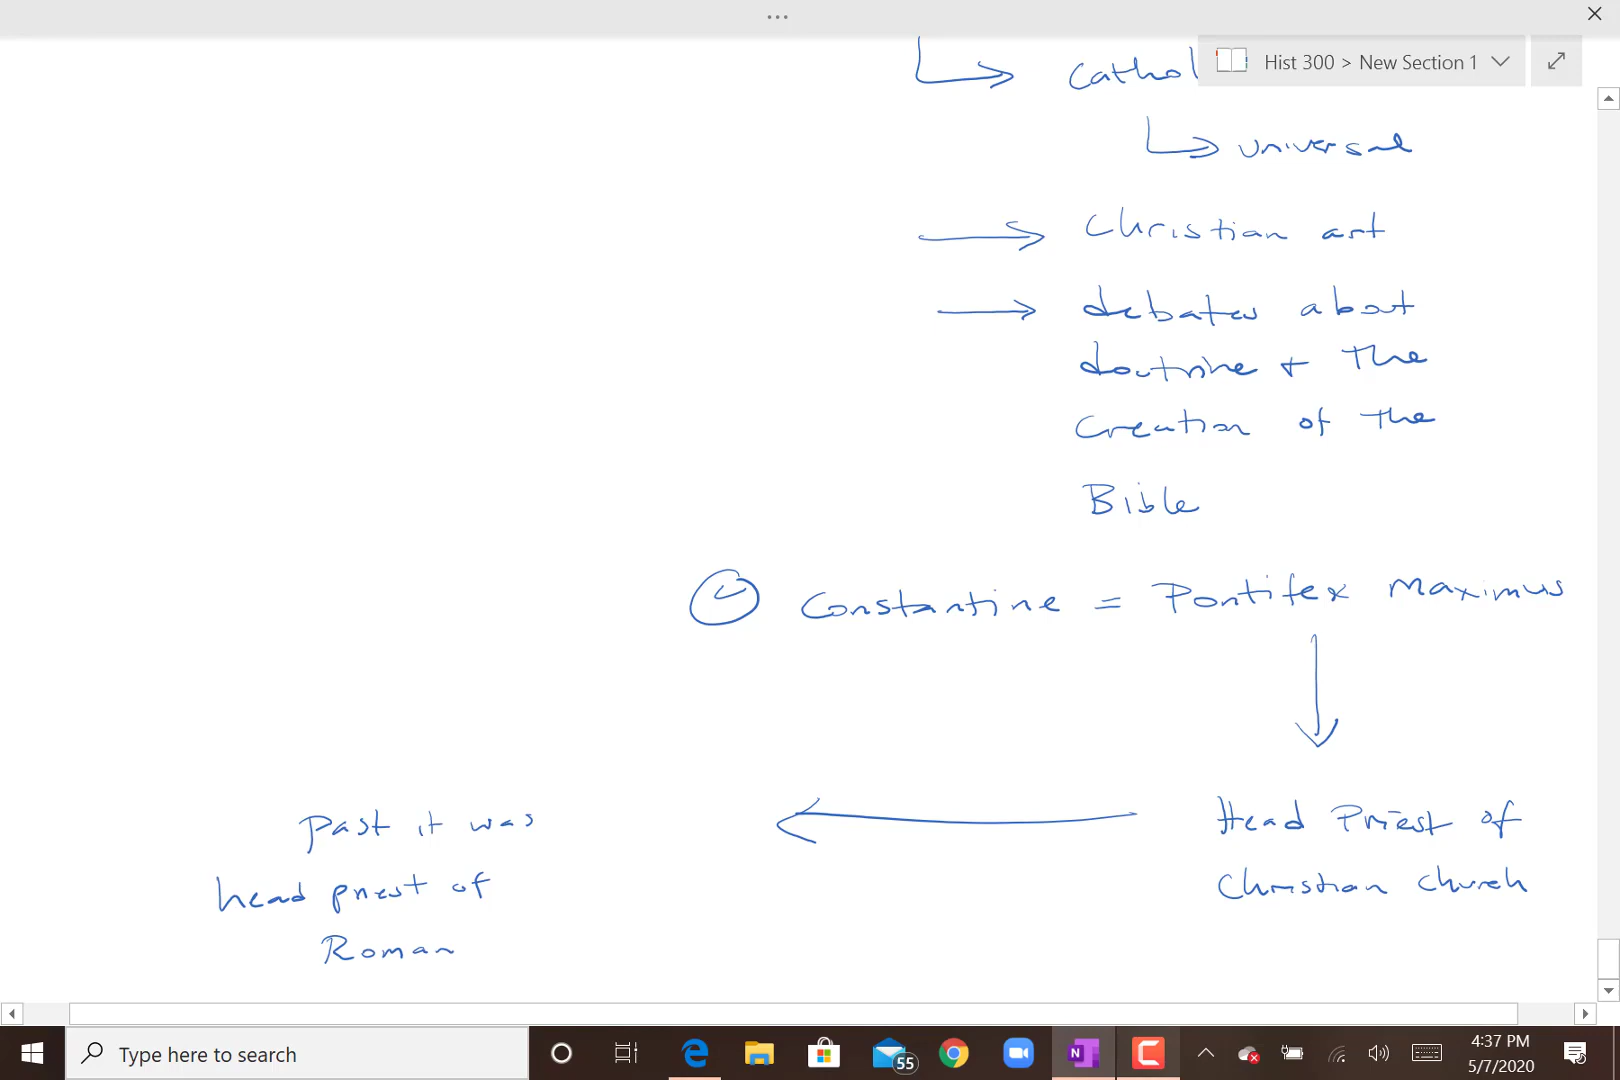 Hist 300 > New Section 1
Cathol
universal
Christian art
debates about
doctrine + the
creation of the
Bible
Constantine = Pontifex Maximus
Head Priest of
Christian church
Past it was
head priest of
Roman
Type here to search
55
4:37 PM
5/7/2020